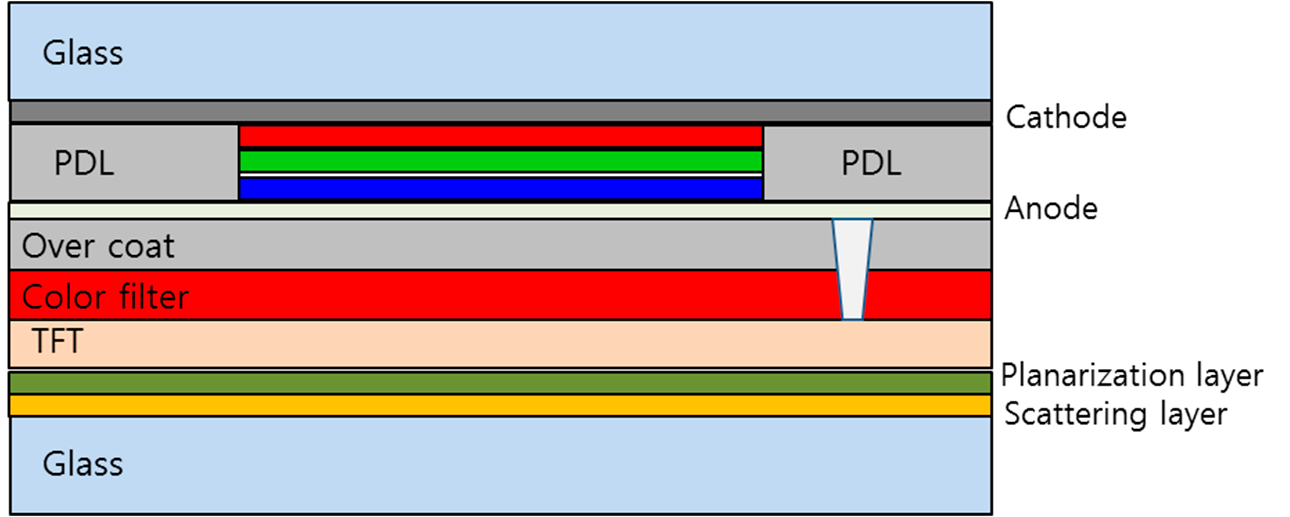 Glass
Cathode
PDL
PDL
Anode
Over coat
Color filter
TFT
Planarization layer
Scattering layer
Glass